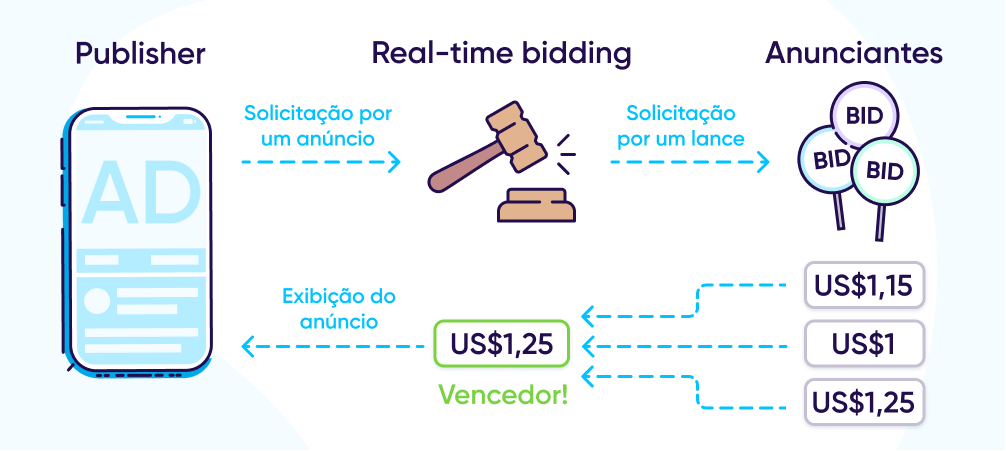 Publisher
Real-time bidding
Anunciantes
Solicitação por
um anúncio
Solicitação
por um lance
BID
BID
BID
AD
US$1,15
Exibição do
anúncio
US$1,25
US$1
Vencedor!
US$1,25